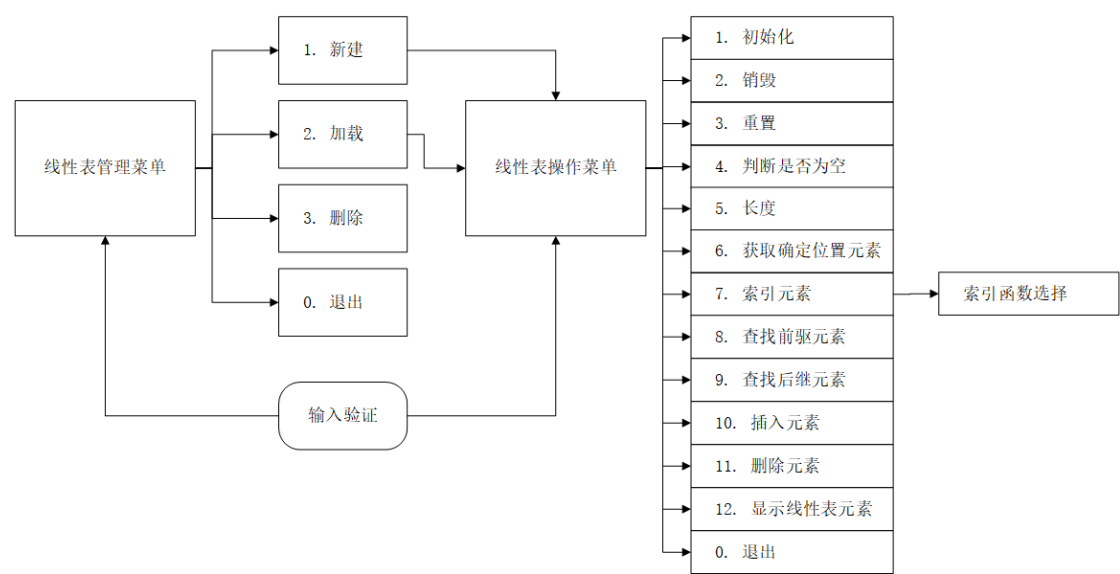 线性表管理菜单
1. 新建
2. 加载
3. 删除
0. 退出
输入验证
线性表操作菜单
1. 初始化
2. 销毁
3. 重置
4. 判断是否为空
5. 长度
6. 获取确定位置元素
7. 索引元素
8. 查找前驱元素
9. 查找后继元素
10. 插入元素
11. 删除元素
12. 显示线性表元素
0. 退出
索引函数选择